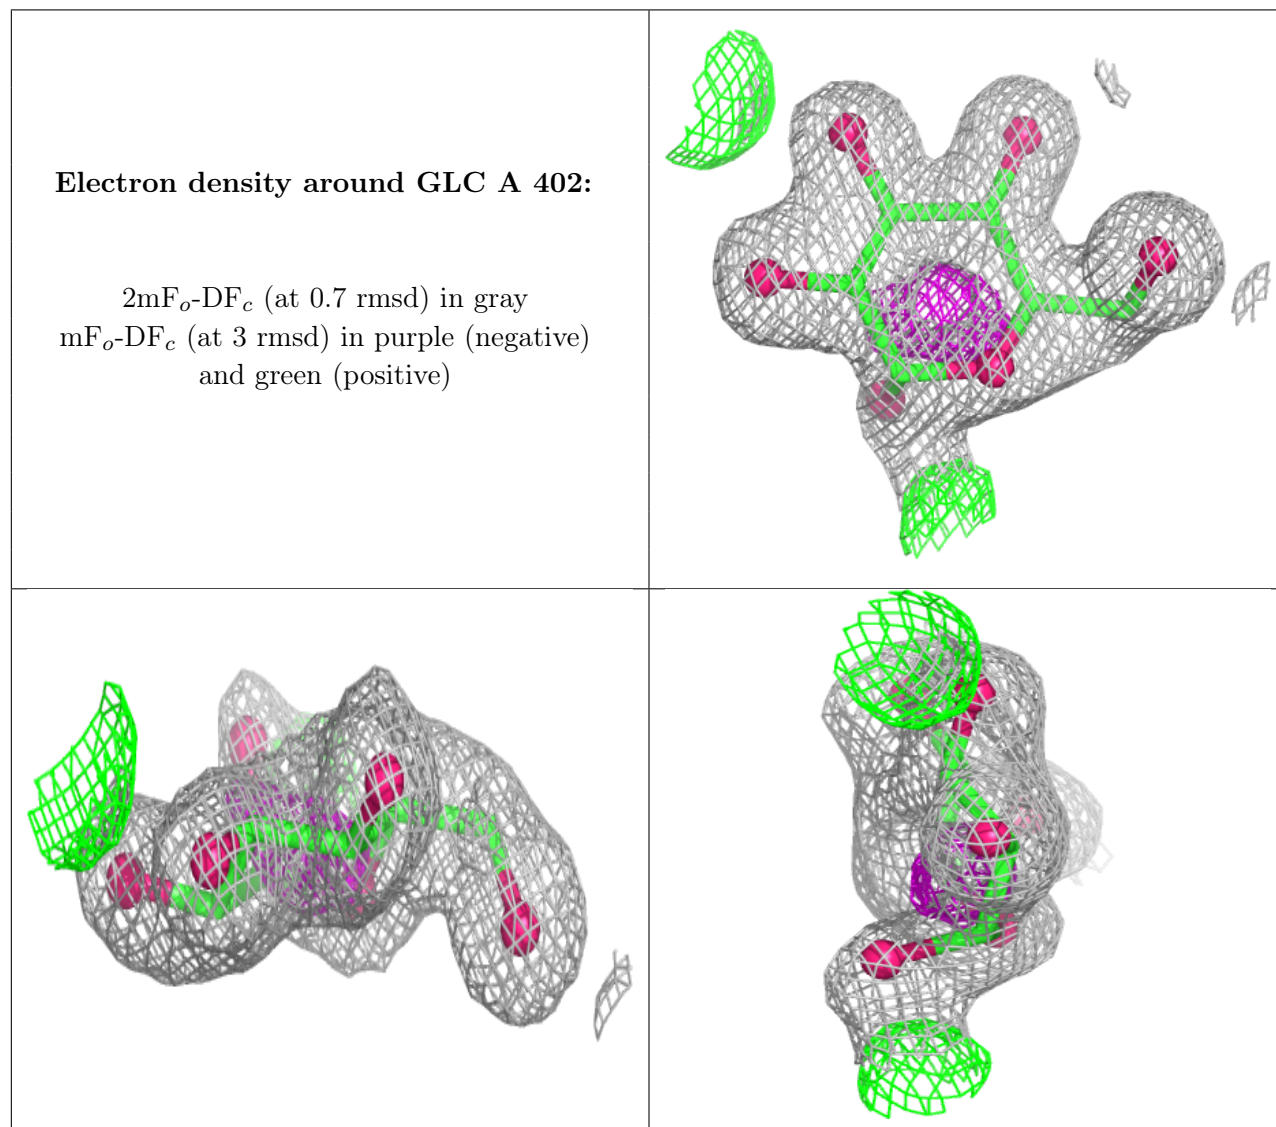 Electron density around GLC A 402:
2mFo-DFc (at 0.7 rmsd) in gray
mFo-DFc (at 3 rmsd) in purple (negative)
and green (positive)